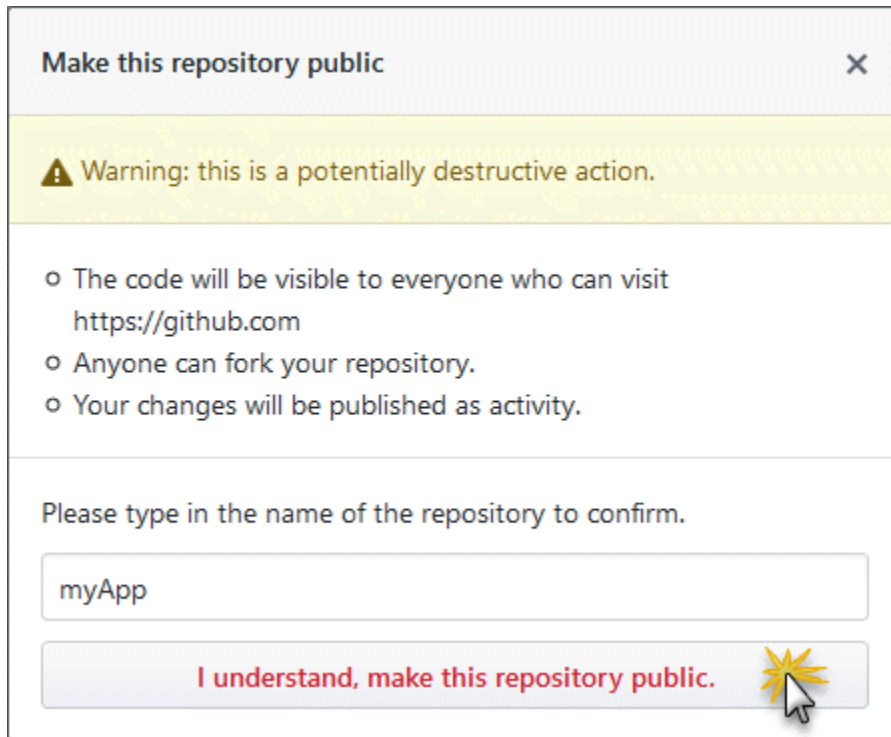 Make this repository public
Warning: this is a potentially destructive action.
The code will be visible to everyone who can visit
https://github.com
Anyone can fork your repository.
Your changes will be published as activity.
Please type in the name of the repository to confirm.
myApp
I understand, make this repository public.